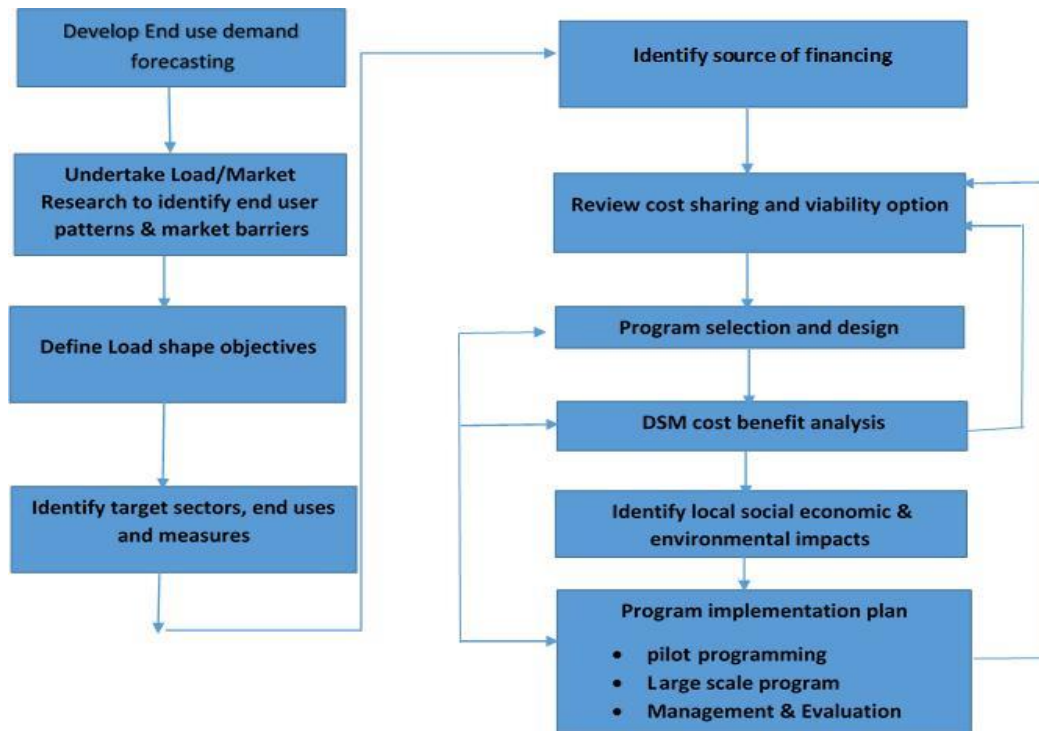 Develop End use demand
forecasting
Undertake Load/Market
Research to identify end user
patterns & market barriers
Define Load shape objectives
Identify target sectors, end uses
and measures
Identify source of financing
Review cost sharing and viability option
Program selection and design
DSM cost benefit analysis
Identify local social economic &
environmental impacts
Program implementation plan
• pilot programming
• Large scale program
• Management & Evaluation